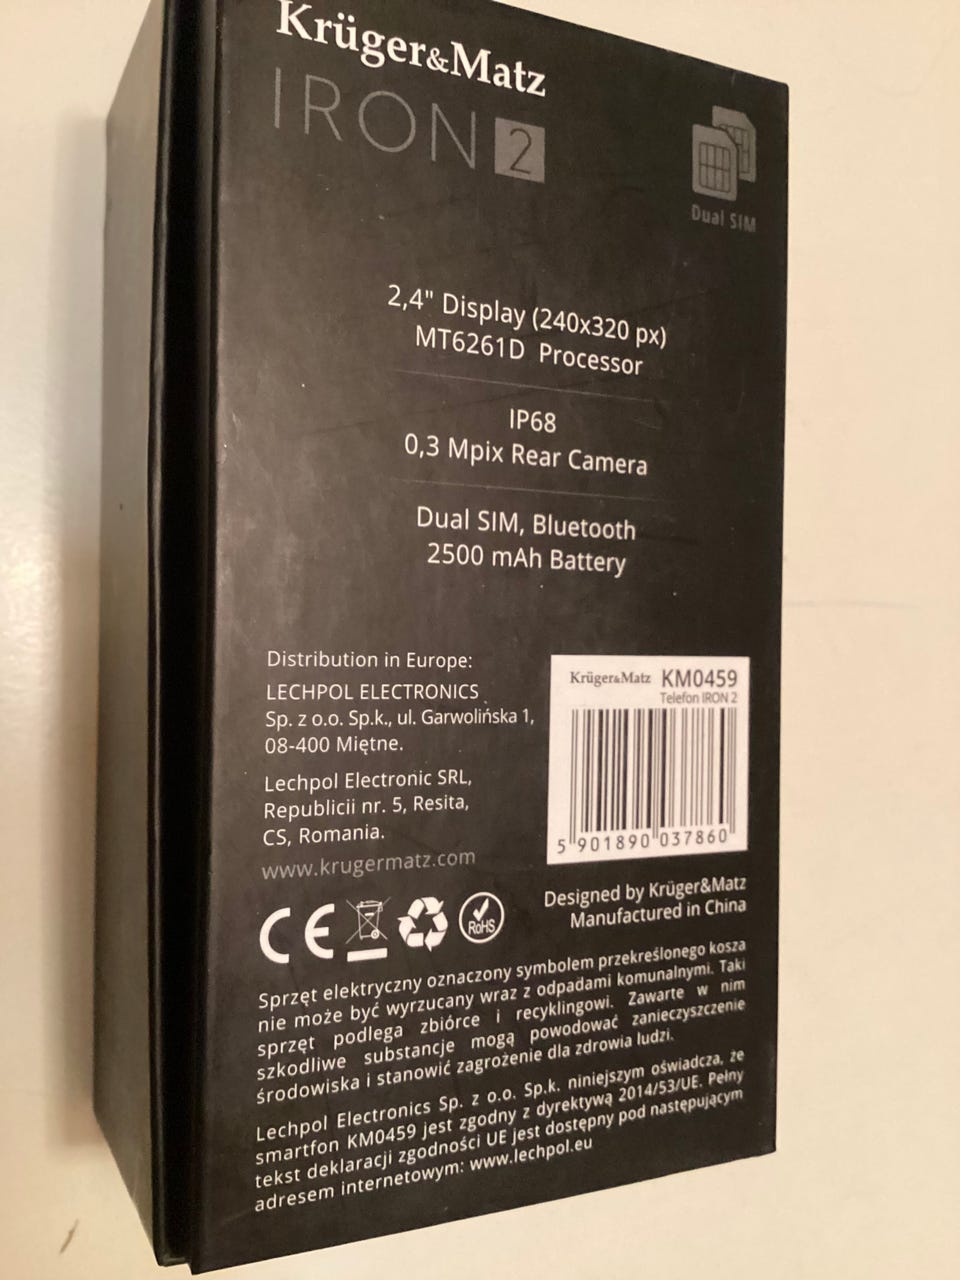 Krüger&Matz
IRON 2
Dual SIM
2,4" Display (240x320 px)
MT6261D Processor
IP68
0,3 Mpix Rear Camera
Dual SIM, Bluetooth
2500 mAh Battery
Distribution in Europe:
LECHPOL ELECTRONICS
Sp. z o.o. Sp.k., ul. Garwolińska 1,
08-400 Miętne.
Lechpol Electronic SRL,
Republicii nr. 5, Resita,
CS, Romania.
www.krugermatz.com
Krüger&Matz KM0459
Telefon IRON 2
5 901890 037860
Designed by Krüger&Matz
Manufactured in China
CE
RoHS
Sprzęt elektryczny oznaczony symbolem przekreślonego kosza
nie może być wyrzucany wraz z odpadami komunalnymi. Taki
sprzęt podlega zbiórce i recyklingowi. Zawarte w nim
szkodliwe substancje mogą powodować zanieczyszczenie
środowiska i stanowić zagrożenie dla zdrowia ludzi.
Lechpol Electronics Sp. z o.o. Sp.k. niniejszym oświadcza, że
smartfon KM0459 jest zgodny z dyrektywą 2014/53/UE. Pełny
tekst deklaracji zgodności UE jest dostępny pod następującym
adresem internetowym: www.lechpol.eu